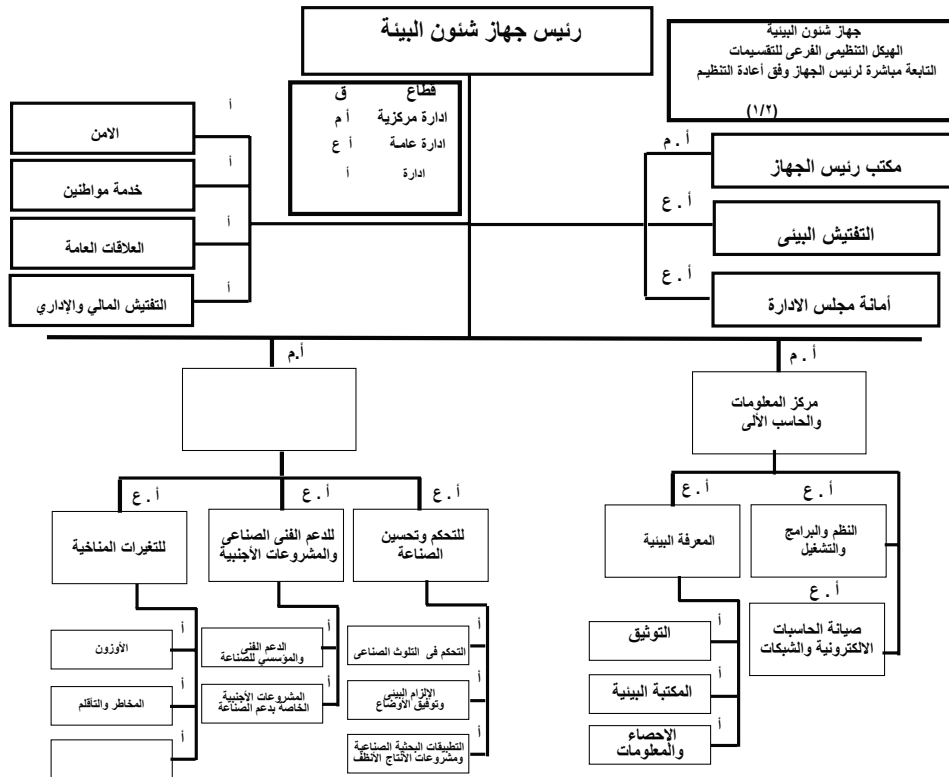 رئيس جهاز شئون البيئة
جهاز شئون البيئية
الهيكل التنظيمى الفرعى للتقسيمات
التابعة مباشرة لرئيس الجهاز وفق أعادة التنظيم
(١/٢)
قطاع ق
ادارة مركزية أ م
ادارة عامة أ ع
ادارة أ
أ . م
مكتب رئيس الجهاز
أ . ع
التفتيش البيئى
أ . ع
أمانة مجلس الادارة
أ
الامن
أ
خدمة مواطنين
أ
العلاقات العامة
أ
التفتيش المالي والإداري
أ . م
مركز المعلومات
والحاسب الألى
أ . ع
النظم والبرامج
والتشغيل
أ . ع
صيانة الحاسبات
الالكترونية والشبكات
أ . ع
المعرفة البيئية
أ
التوثيق
أ
المكتبة البيئية
أ
الاحصاء
والمعلومات
أ.م
أ . ع
للتحكم وتحسين
الصناعة
أ
التحكم فى التلوث الصناعى
أ
الإلزام البيئى
وتوفيق الأوضاع
أ
التطبيقات البحثية الصناعية
ومشروعات الأنتاج الأنظف
أ . ع
للدعم الفنى الصناعى
والمشروعات الأجنبية
أ
الدعم الفنى
والمؤسسي للصناعة
أ
المشروعات الأجنبية
الخاصة بدعم الصناعة
أ . ع
للتغيرات المناخية
أ
الأوزون
أ
المخاطر والتأقلم
أ